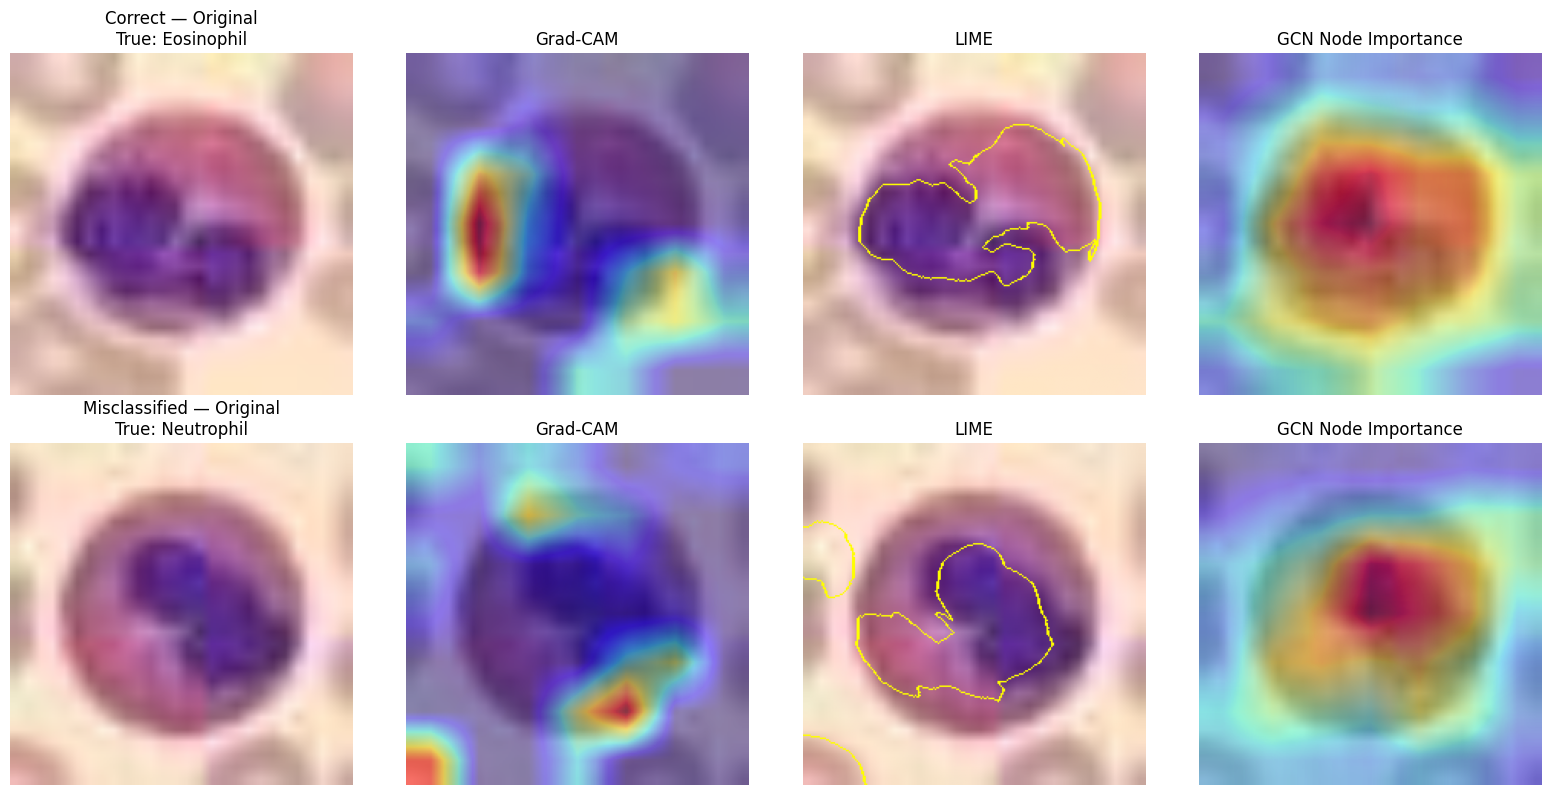 Correct — Original
True: Eosinophil
Grad-CAM
LIME
GCN Node Importance
Misclassified — Original
True: Neutrophil
Grad-CAM
LIME
GCN Node Importance